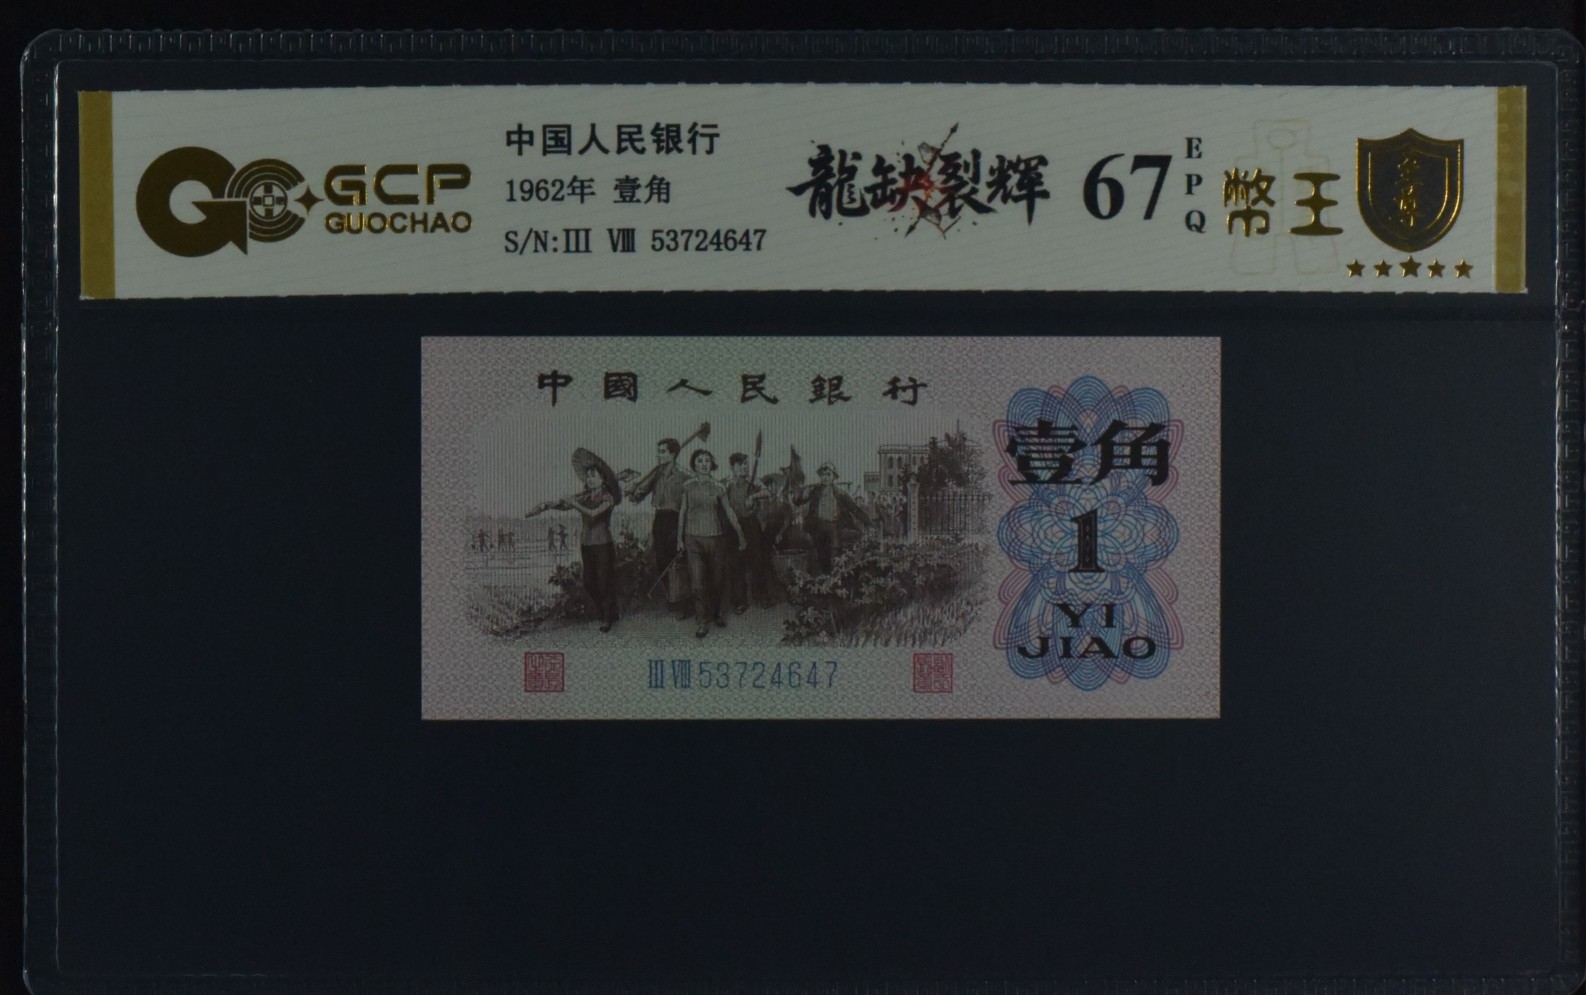 GCP
GUOCHAO
中国人民银行
1962年 壹角
S/N:III VIII 53724647
龍缺裂輝
67
EPQ
幣王
中國人民銀行
壹角
1
YI
JIAO
III VIII 53724647